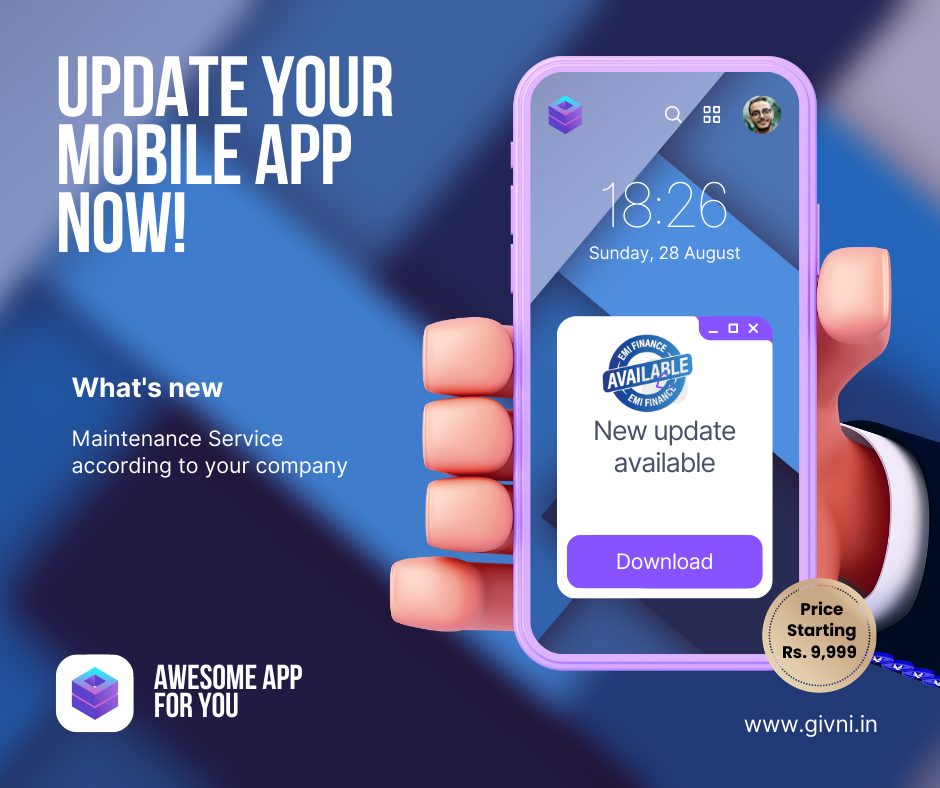 UPDATE YOUR
MOBILE APP
NOW!
What's new
Maintenance Service
according to your company
AWESOME APP
FOR YOU
18:26
Sunday, 28 August
EMI FINANCE
AVAILABLE
EMI FINANCE
New update
available
Download
Price
Starting
Rs. 9,999
www.givni.in